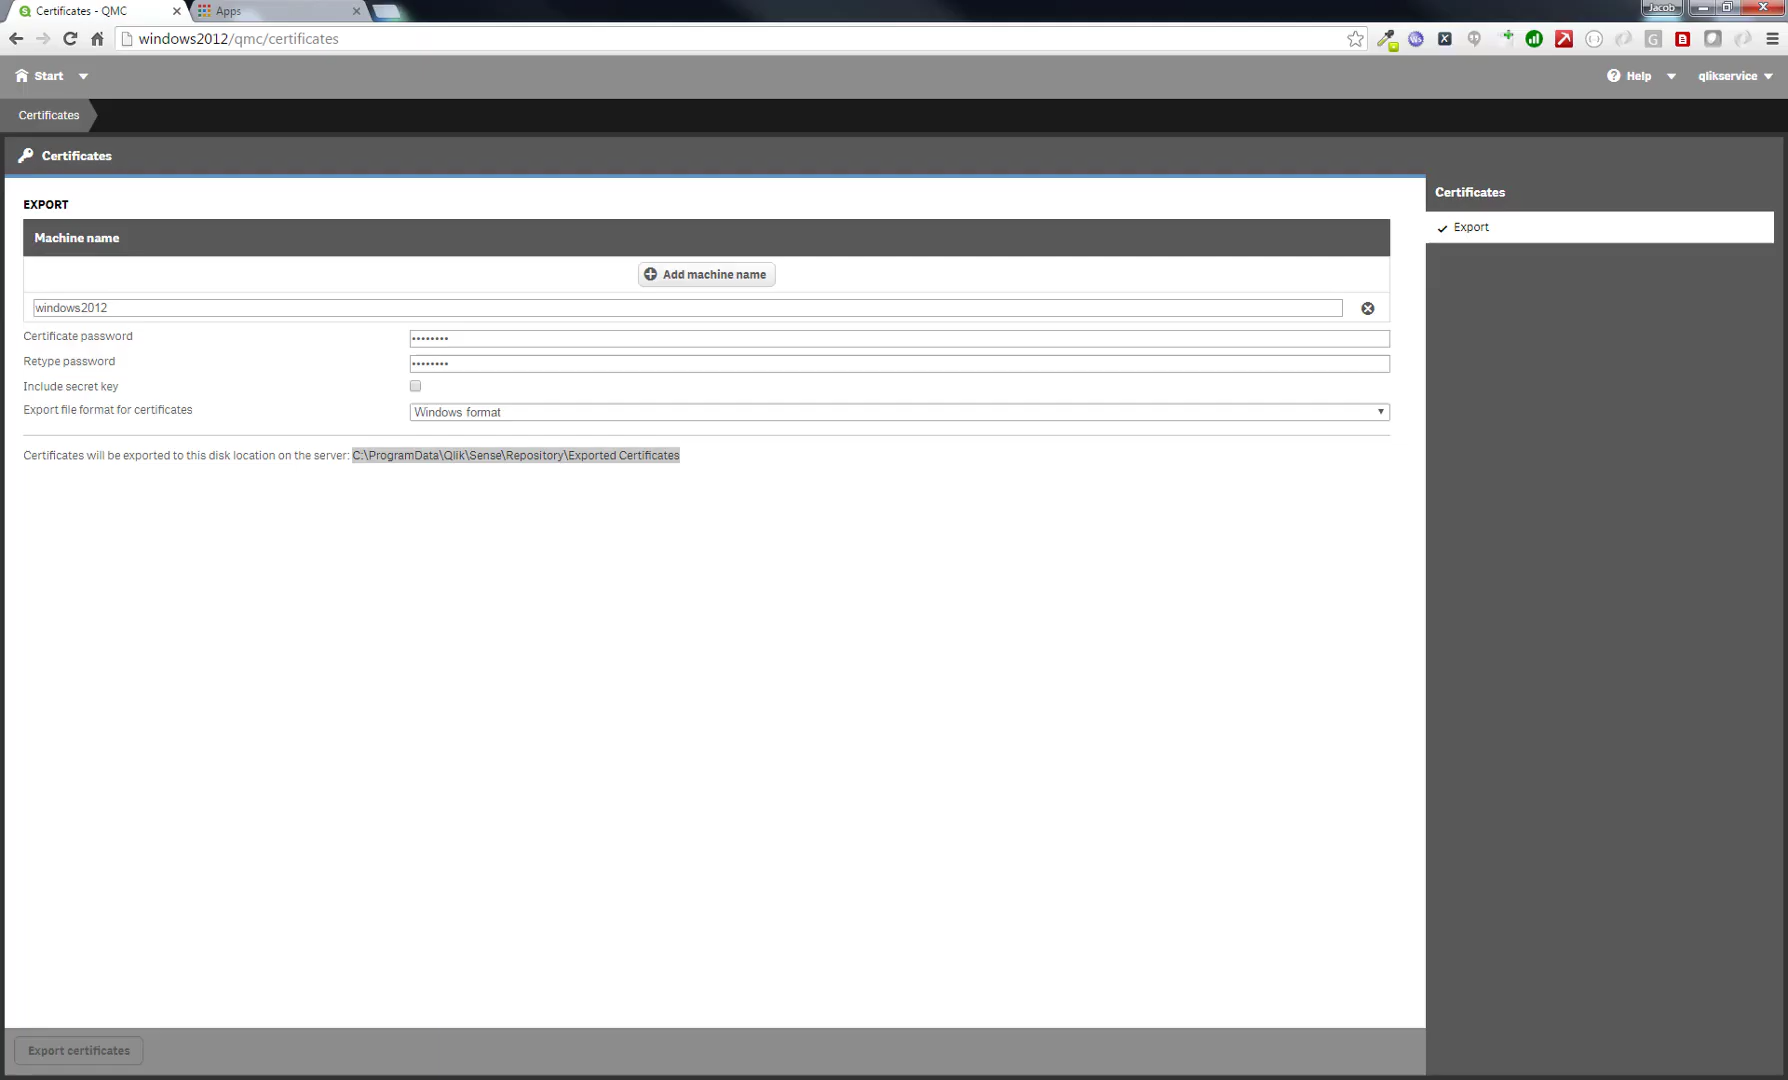 Certificates - QMC
Apps
Jacob
windows2012/qmc/certificates
Start
Help
qlikservice
Certificates
Certificates
EXPORT
Machine name
Add machine name
windows2012
Certificate password
••••••••
Retype password
••••••••
Include secret key
Export file format for certificates
Windows format
Certificates will be exported to this disk location on the server: C:\ProgramData\Qlik\Sense\Repository\Exported Certificates
Certificates
Export
Export certificates